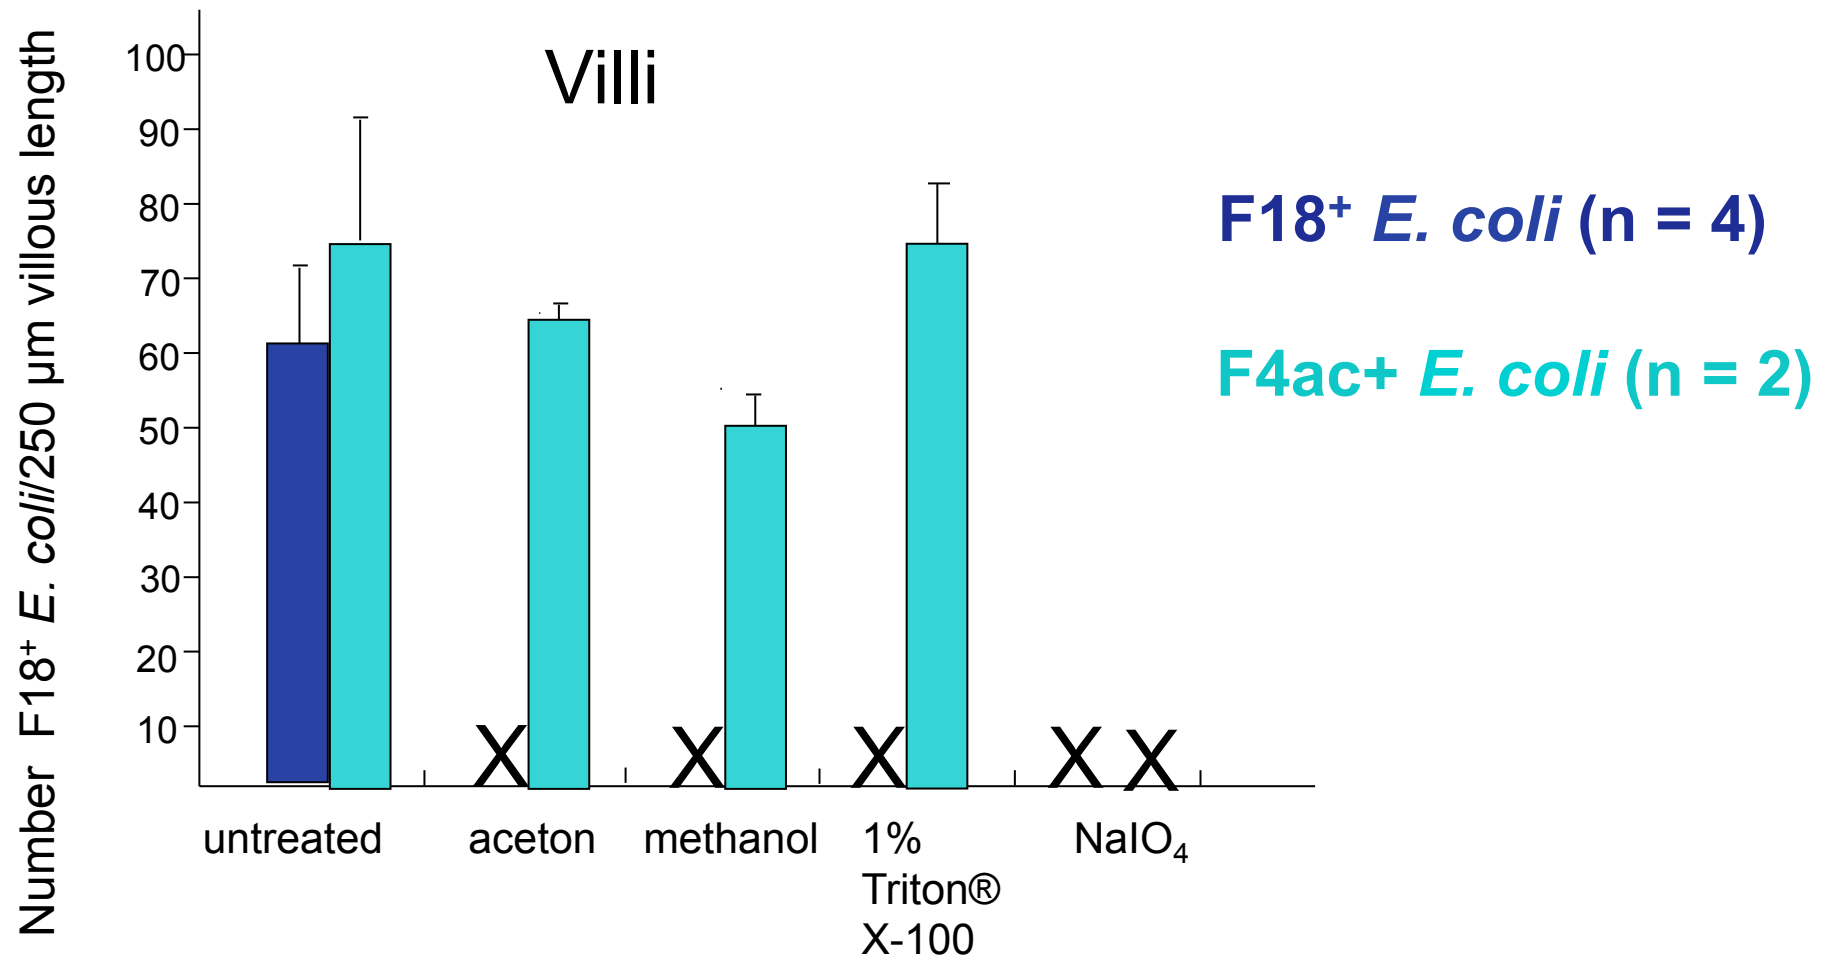 Number F18⁺ E. coli/250 µm villous length
Villi
100
90
80
70
60
50
40
30
20
10
X
X
X
X X
untreated
aceton
methanol
1%
Triton®
X-100
NaIO₄
F18⁺ E. coli (n = 4)
F4ac+ E. coli (n = 2)